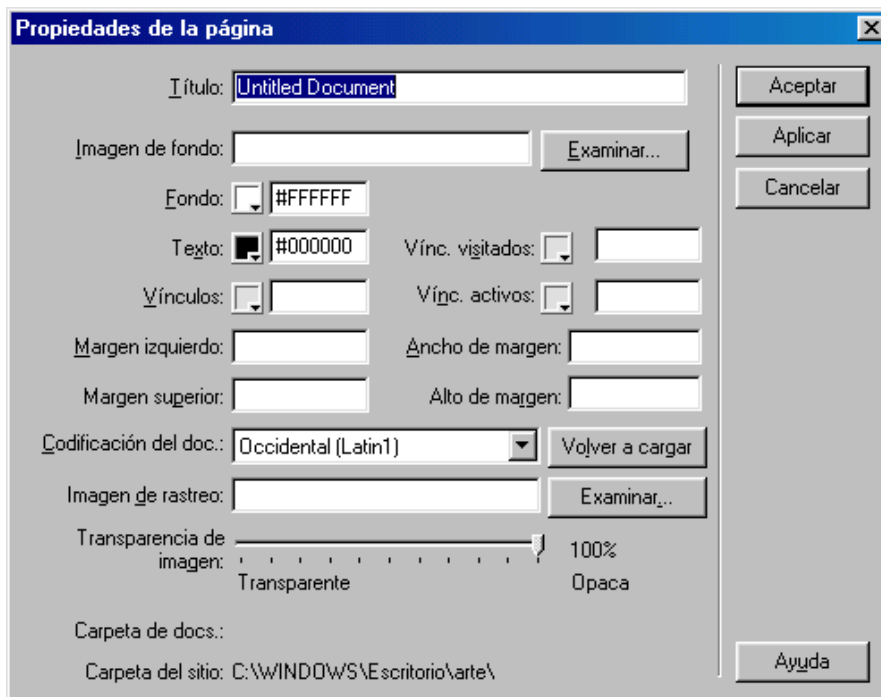 Propiedades de la página
Título: Untitled Document
Aceptar
Imagen de fondo: Examinar...
Aplicar
Fondo: #FFFFFF
Cancelar
Texto: #000000 Vínc. visitados:
Vínculos: Vínc. activos:
Margen izquierdo: Ancho de margen:
Margen superior: Alto de margen:
Codificación del doc.: Occidental (Latin1) Volver a cargar
Imagen de rastreo: Examinar...
Transparencia de
imagen: 100%
Transparente Opaca
Carpeta de docs.:
Carpeta del sitio: C:\WINDOWS\Escritorio\arte\
Ayuda